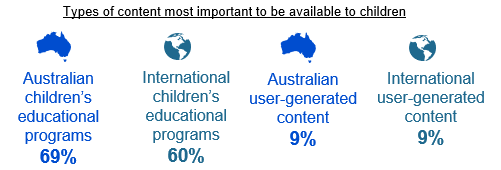 Types of content most important to be available to children
Australian
children's
educational
programs
69%
International
children's
educational
programs
60%
Australian
user-generated
content
9%
International
user-generated
content
9%